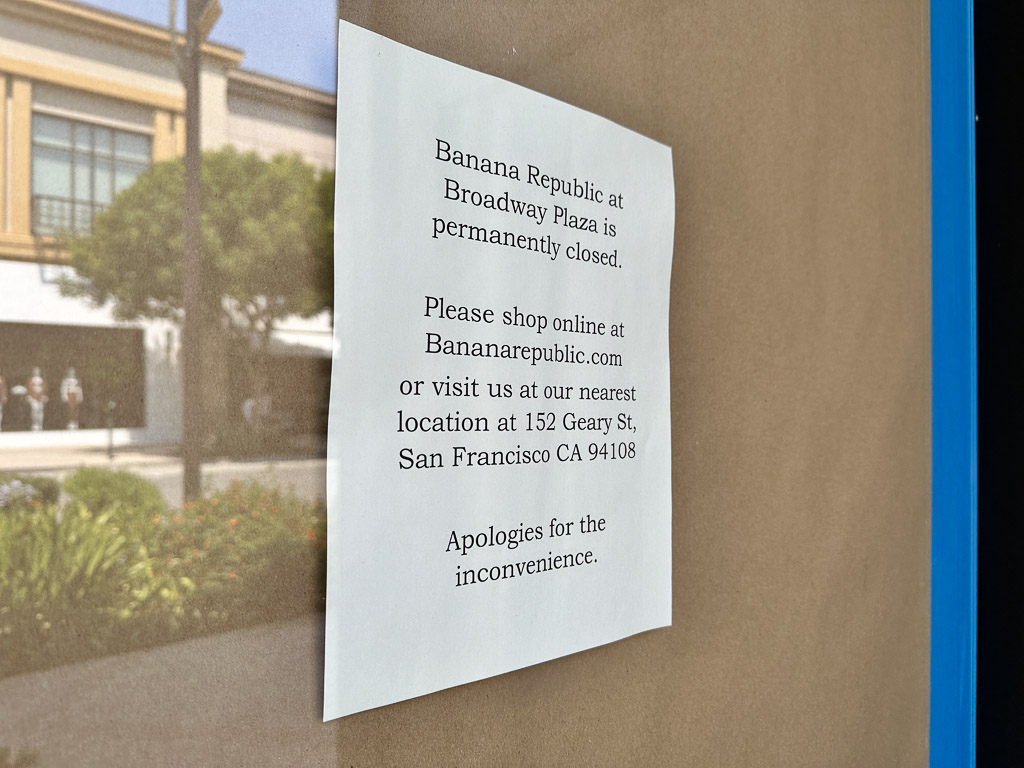 Banana Republic at
Broadway Plaza is
permanently closed.
Please shop online at
Bananarepublic.com
or visit us at our nearest
location at 152 Geary St,
San Francisco CA 94108
Apologies for the
inconvenience.